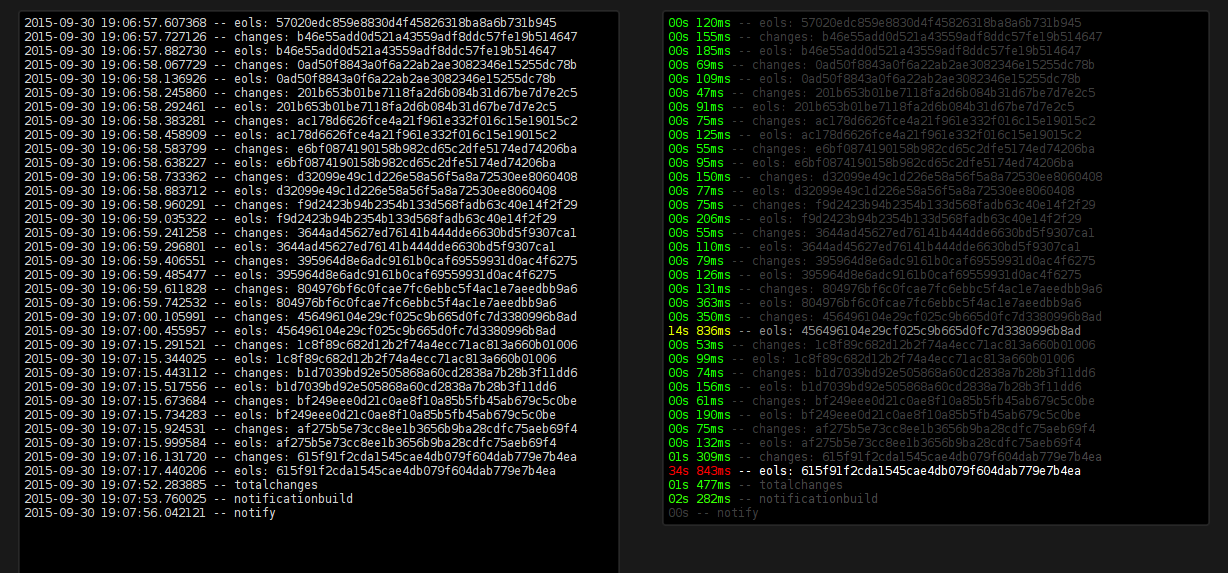 2015-09-30 19:06:57.607368 -- eols: 57020edc859e8830d4f45826318ba8a6b731b945
2015-09-30 19:06:57.727126 -- changes: b46e55add0d521a43559adf8ddc57fe19b514647
2015-09-30 19:06:57.882730 -- eols: b46e55add0d521a43559adf8ddc57fe19b514647
2015-09-30 19:06:58.067729 -- changes: 0ad50f8843a0f6a22ab2ae3082346e15255dc78b
2015-09-30 19:06:58.136926 -- eols: 0ad50f8843a0f6a22ab2ae3082346e15255dc78b
2015-09-30 19:06:58.245860 -- changes: 201b653b01be7118fa2d6b084b31d67be7d7e2c5
2015-09-30 19:06:58.292461 -- eols: 201b653b01be7118fa2d6b084b31d67be7d7e2c5
2015-09-30 19:06:58.383281 -- changes: ac178d6626fce4a21f961e332f016c15e19015c2
2015-09-30 19:06:58.458909 -- eols: ac178d6626fce4a21f961e332f016c15e19015c2
2015-09-30 19:06:58.583799 -- changes: e6bf0874190158b982cd65c2dfe5174ed74206ba
2015-09-30 19:06:58.638227 -- eols: e6bf0874190158b982cd65c2dfe5174ed74206ba
2015-09-30 19:06:58.733362 -- changes: d32099e49c1d226e58a56f5a8a72530ee8060408
2015-09-30 19:06:58.883712 -- eols: d32099e49c1d226e58a56f5a8a72530ee8060408
2015-09-30 19:06:58.960291 -- changes: f9d2423b94b2354b133d568fadb63c40e14f2f29
2015-09-30 19:06:59.035322 -- eols: f9d2423b94b2354b133d568fadb63c40e14f2f29
2015-09-30 19:06:59.241258 -- changes: 3644ad45627ed76141b444dde6630bd5f9307ca1
2015-09-30 19:06:59.296801 -- eols: 3644ad45627ed76141b444dde6630bd5f9307ca1
2015-09-30 19:06:59.406551 -- changes: 395964d8e6adc9161b0caf69559931d0ac4f6275
2015-09-30 19:06:59.485477 -- eols: 395964d8e6adc9161b0caf69559931d0ac4f6275
2015-09-30 19:06:59.611828 -- changes: 804976bf6c0fcae7fc6ebbc5f4ac1e7aeedbb9a6
2015-09-30 19:06:59.742532 -- eols: 804976bf6c0fcae7fc6ebbc5f4ac1e7aeedbb9a6
2015-09-30 19:07:00.105991 -- changes: 456496104e29cf025c9b665d0fc7d3380996b8ad
2015-09-30 19:07:00.455957 -- eols: 456496104e29cf025c9b665d0fc7d3380996b8ad
2015-09-30 19:07:15.291521 -- changes: 1c8f89c682d12b2f74a4ecc71ac813a660b01006
2015-09-30 19:07:15.344025 -- eols: 1c8f89c682d12b2f74a4ecc71ac813a660b01006
2015-09-30 19:07:15.443112 -- changes: b1d7039bd92e505868a60cd2838a7b28b3f11dd6
2015-09-30 19:07:15.517556 -- eols: b1d7039bd92e505868a60cd2838a7b28b3f11dd6
2015-09-30 19:07:15.673684 -- changes: bf249eee0d21c0ae8f10a85b5fb45ab679c5c0be
2015-09-30 19:07:15.734283 -- eols: bf249eee0d21c0ae8f10a85b5fb45ab679c5c0be
2015-09-30 19:07:15.924531 -- changes: af275b5e73cc8ee1b3656b9ba28cdfc75aeb69f4
2015-09-30 19:07:15.999584 -- eols: af275b5e73cc8ee1b3656b9ba28cdfc75aeb69f4
2015-09-30 19:07:16.131720 -- changes: 615f91f2cda1545cae4db079f604dab779e7b4ea
2015-09-30 19:07:17.440206 -- eols: 615f91f2cda1545cae4db079f604dab779e7b4ea
2015-09-30 19:07:52.283885 -- totalchanges
2015-09-30 19:07:53.760025 -- notificationbuild
2015-09-30 19:07:56.042121 -- notify
00s 120ms -- eols: 57020edc859e8830d4f45826318ba8a6b731b945
00s 155ms -- changes: b46e55add0d521a43559adf8ddc57fe19b514647
00s 185ms -- eols: b46e55add0d521a43559adf8ddc57fe19b514647
00s 69ms -- changes: 0ad50f8843a0f6a22ab2ae3082346e15255dc78b
00s 109ms -- eols: 0ad50f8843a0f6a22ab2ae3082346e15255dc78b
00s 47ms -- changes: 201b653b01be7118fa2d6b084b31d67be7d7e2c5
00s 91ms -- eols: 201b653b01be7118fa2d6b084b31d67be7d7e2c5
00s 75ms -- changes: ac178d6626fce4a21f961e332f016c15e19015c2
00s 125ms -- eols: ac178d6626fce4a21f961e332f016c15e19015c2
00s 55ms -- changes: e6bf0874190158b982cd65c2dfe5174ed74206ba
00s 95ms -- eols: e6bf0874190158b982cd65c2dfe5174ed74206ba
00s 150ms -- changes: d32099e49c1d226e58a56f5a8a72530ee8060408
00s 77ms -- eols: d32099e49c1d226e58a56f5a8a72530ee8060408
00s 75ms -- changes: f9d2423b94b2354b133d568fadb63c40e14f2f29
00s 206ms -- eols: f9d2423b94b2354b133d568fadb63c40e14f2f29
00s 55ms -- changes: 3644ad45627ed76141b444dde6630bd5f9307ca1
00s 110ms -- eols: 3644ad45627ed76141b444dde6630bd5f9307ca1
00s 79ms -- changes: 395964d8e6adc9161b0caf69559931d0ac4f6275
00s 126ms -- eols: 395964d8e6adc9161b0caf69559931d0ac4f6275
00s 131ms -- changes: 804976bf6c0fcae7fc6ebbc5f4ac1e7aeedbb9a6
00s 363ms -- eols: 804976bf6c0fcae7fc6ebbc5f4ac1e7aeedbb9a6
00s 350ms -- changes: 456496104e29cf025c9b665d0fc7d3380996b8ad
14s 836ms -- eols: 456496104e29cf025c9b665d0fc7d3380996b8ad
00s 53ms -- changes: 1c8f89c682d12b2f74a4ecc71ac813a660b01006
00s 99ms -- eols: 1c8f89c682d12b2f74a4ecc71ac813a660b01006
00s 74ms -- changes: b1d7039bd92e505868a60cd2838a7b28b3f11dd6
00s 156ms -- eols: b1d7039bd92e505868a60cd2838a7b28b3f11dd6
00s 61ms -- changes: bf249eee0d21c0ae8f10a85b5fb45ab679c5c0be
00s 190ms -- eols: bf249eee0d21c0ae8f10a85b5fb45ab679c5c0be
00s 75ms -- changes: af275b5e73cc8ee1b3656b9ba28cdfc75aeb69f4
00s 132ms -- eols: af275b5e73cc8ee1b3656b9ba28cdfc75aeb69f4
01s 309ms -- changes: 615f91f2cda1545cae4db079f604dab779e7b4ea
34s 843ms -- eols: 615f91f2cda1545cae4db079f604dab779e7b4ea
01s 477ms -- totalchanges
02s 282ms -- notificationbuild
00s -- notify